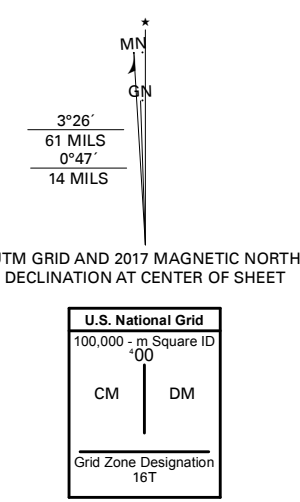 ★
MN
GN
3°26´
61 MILS
0°47´
14 MILS
UTM GRID AND 2017 MAGNETIC NORTH
DECLINATION AT CENTER OF SHEET
U.S. National Grid
100,000 - m Square ID
⁴00
CM DM
Grid Zone Designation
16T